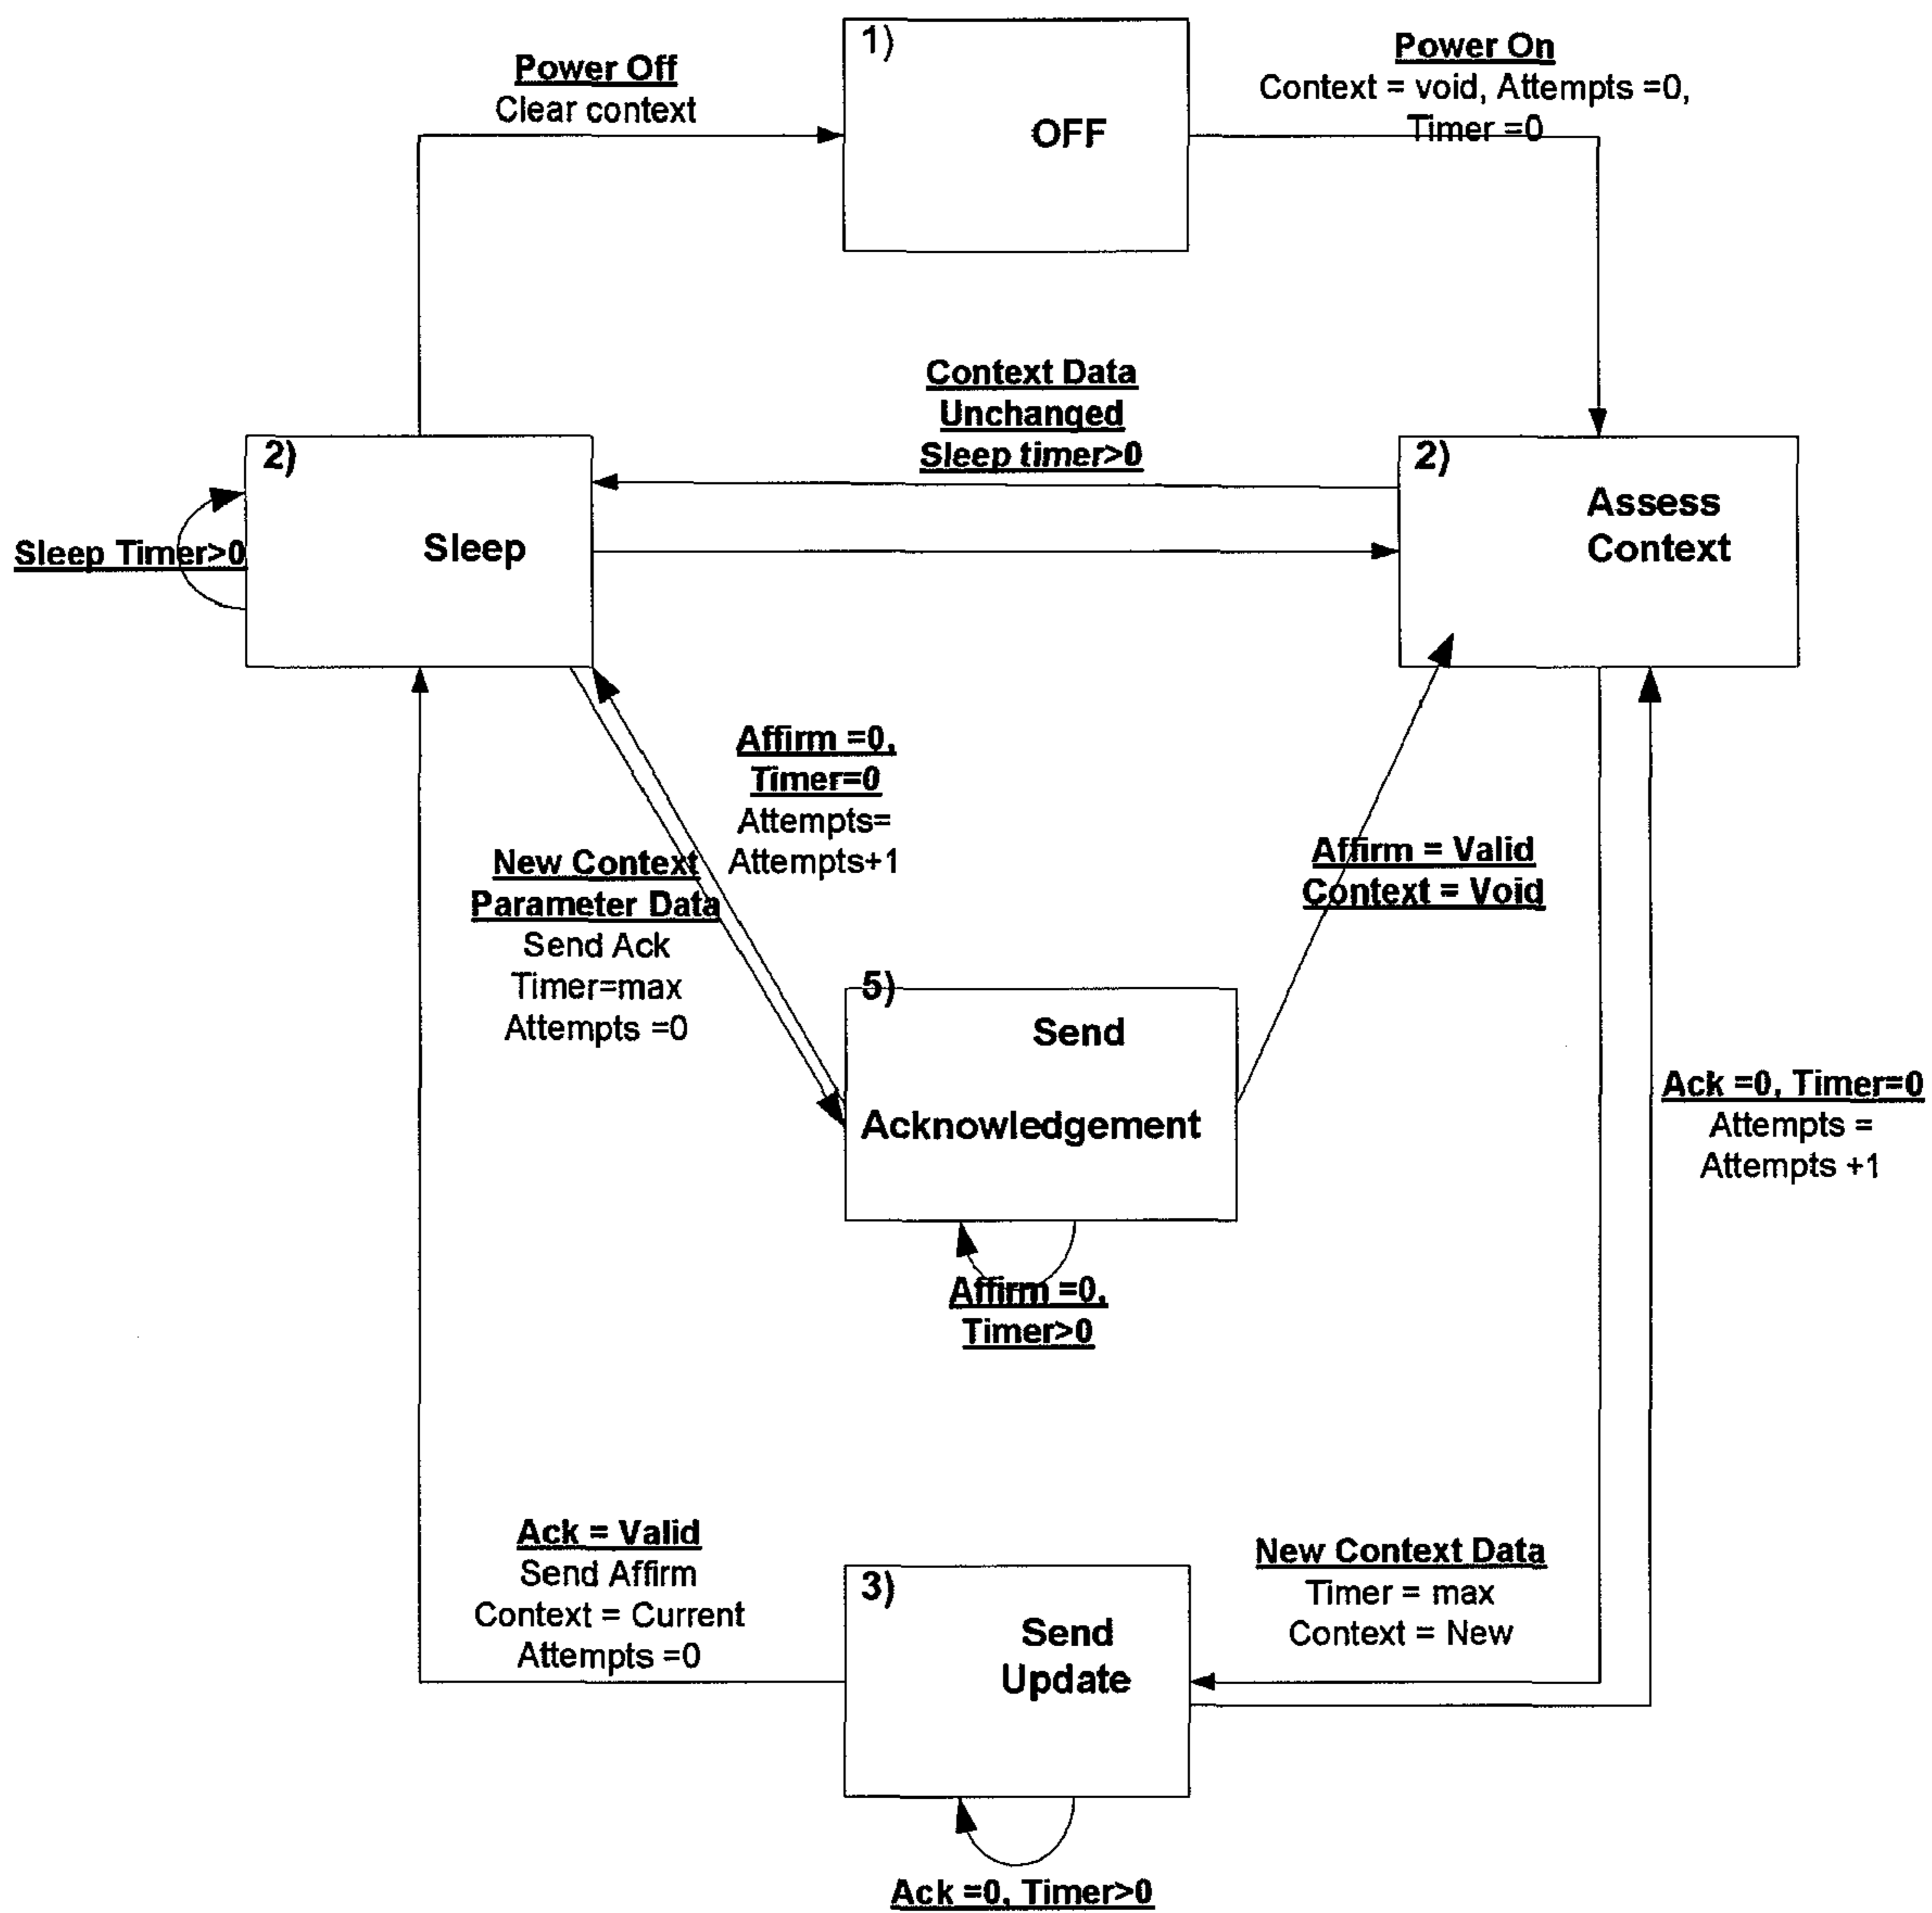 1)
OFF
Power Off
Clear context
Power On
Context = void, Attempts =0,
Timer =0
Context Data
Unchanged
Sleep timer>0
2)
Sleep
Sleep Timer>0
2)
Assess
Context
Affirm =0,
Timer=0
Attempts=
Attempts+1
New Context
Parameter Data
Send Ack
Timer=max
Attempts =0
Affirm = Valid
Context = Void
5)
Send
Acknowledgement
Affirm =0,
Timer>0
Ack =0, Timer=0
Attempts =
Attempts +1
Ack = Valid
Send Affirm
Context = Current
Attempts =0
3)
Send
Update
New Context Data
Timer = max
Context = New
Ack =0, Timer>0